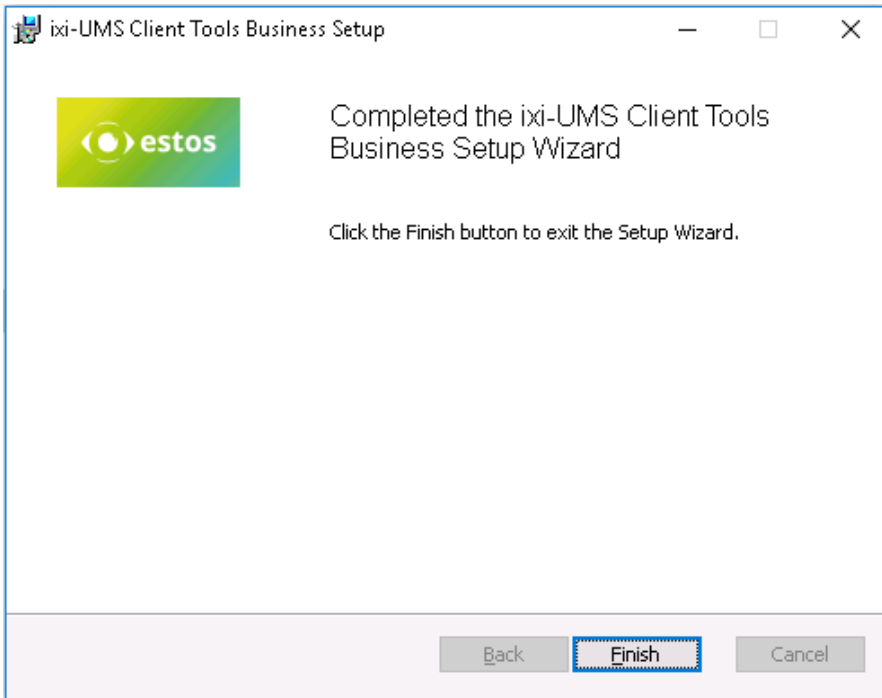 ixi-UMS Client Tools Business Setup
estos
Completed the ixi-UMS Client Tools
Business Setup Wizard
Click the Finish button to exit the Setup Wizard.
Back
Finish
Cancel